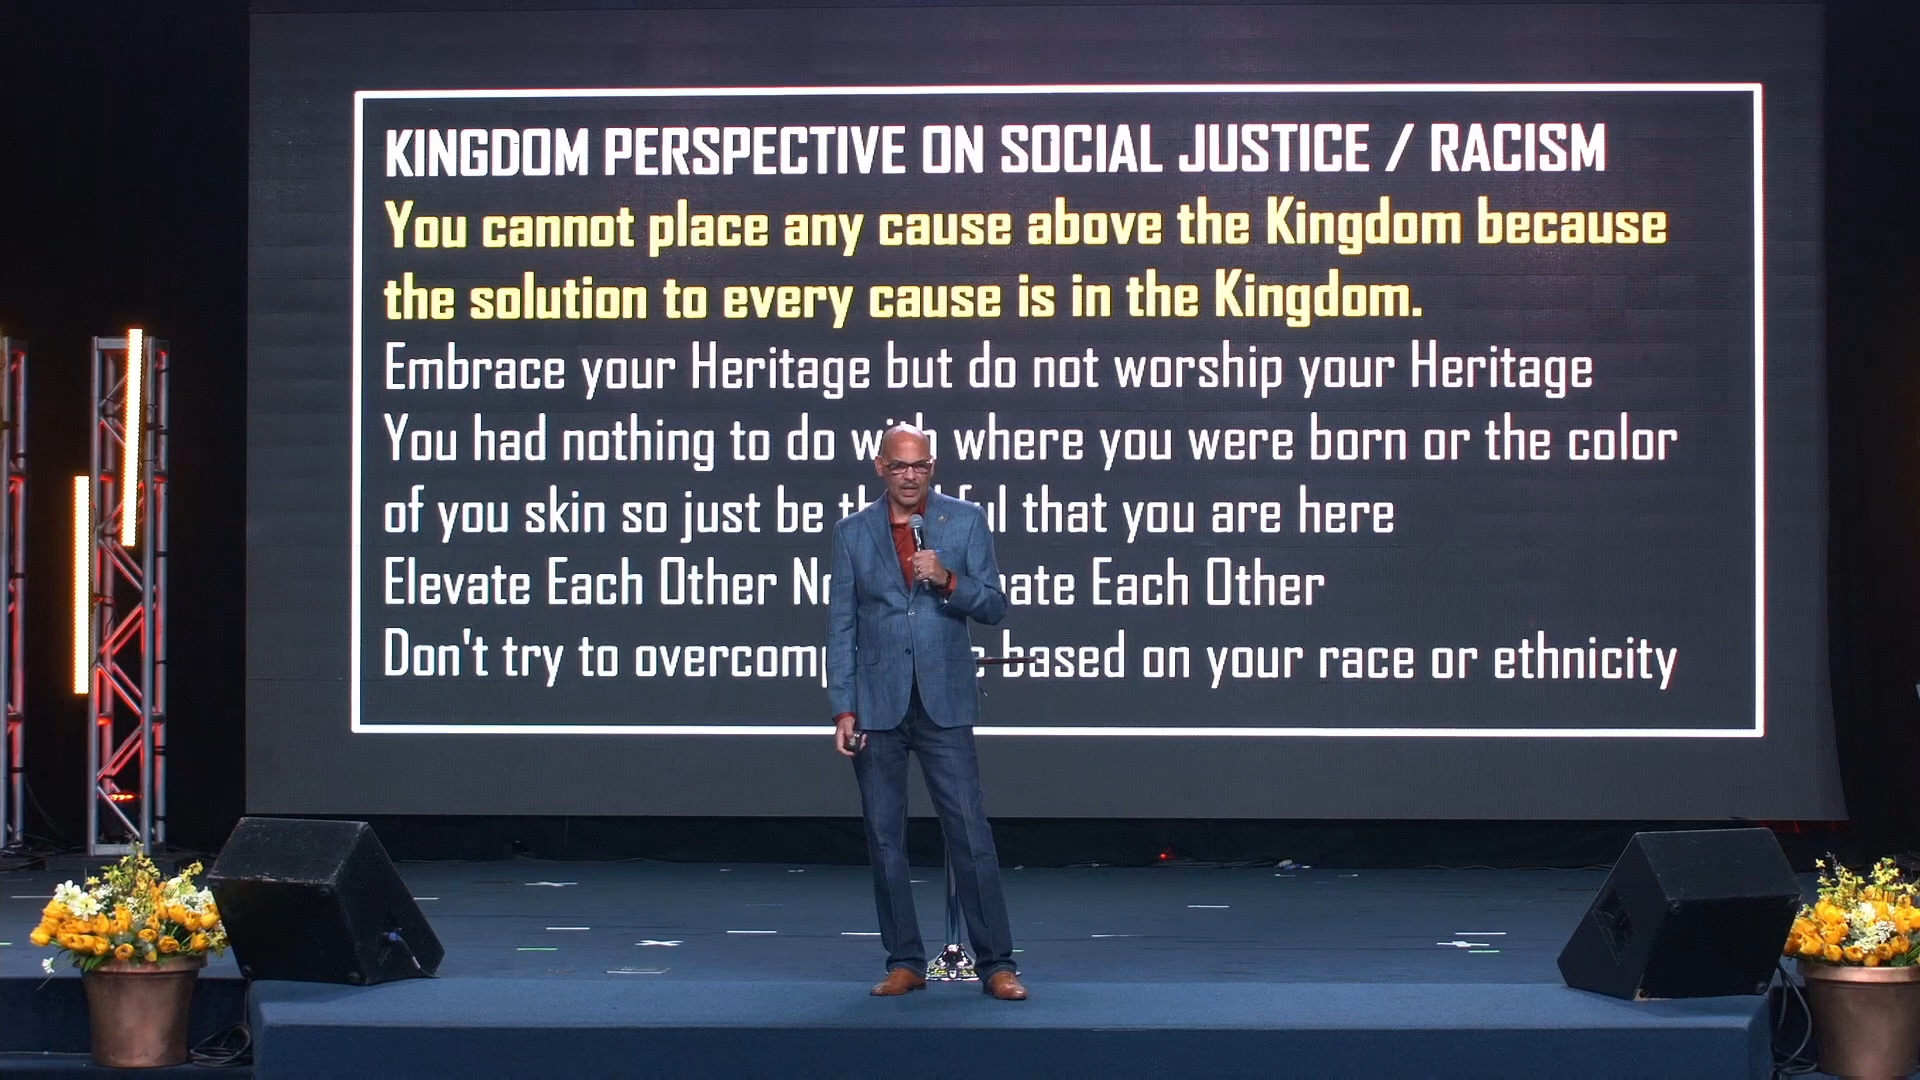 KINGDOM PERSPECTIVE ON SOCIAL JUSTICE / RACISM
You cannot place any cause above the Kingdom because
the solution to every cause is in the Kingdom.
Embrace your Heritage but do not worship your Heritage
You had nothing to do with where you were born or the color
of you skin so just be that you are here
Elevate Each Other Each Other
Don't try to based on your race or ethnicity